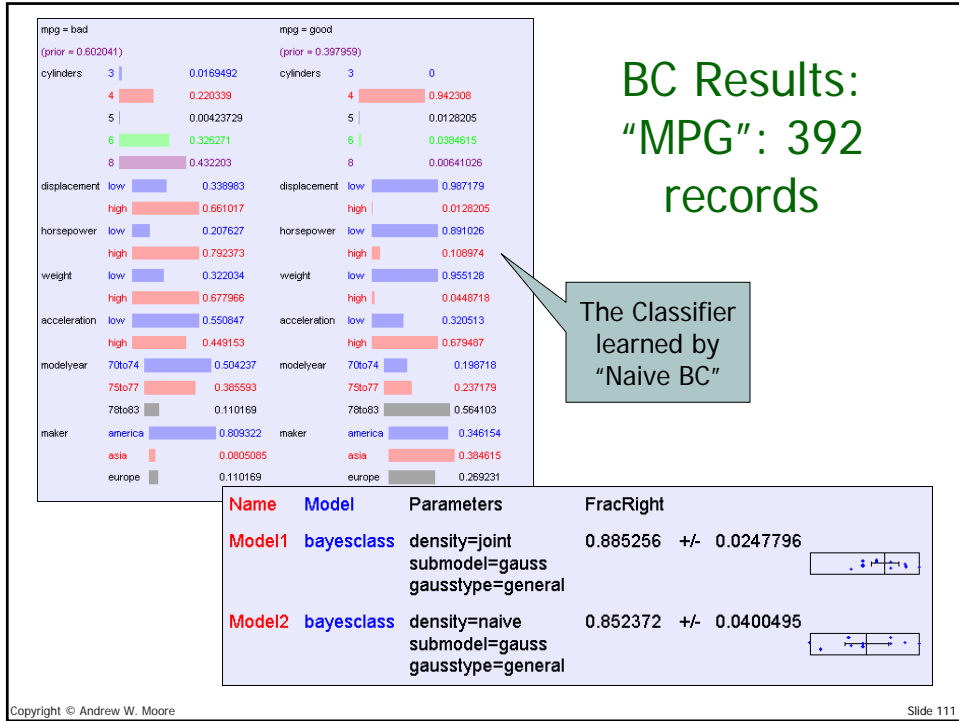 mpg = bad mpg = good
(prior = 0.602041) (prior = 0.397959)
cylinders 3 0.0169492 cylinders 3 0
4 0.220339 4 0.942308
5 0.00423729 5 0.0128205
6 0.326271 6 0.0384615
8 0.432203 8 0.00641026
displacement low 0.338983 displacement low 0.987179
high 0.661017 high 0.0128205
horsepower low 0.207627 horsepower low 0.891026
high 0.792373 high 0.108974
weight low 0.322034 weight low 0.955128
high 0.677966 high 0.0448718
acceleration low 0.550847 acceleration low 0.320513
high 0.449153 high 0.679487
modelyear 70to74 0.504237 modelyear 70to74 0.198718
75to77 0.385593 75to77 0.237179
78to83 0.110169 78to83 0.564103
maker america 0.809322 maker america 0.346154
asia 0.0805085 asia 0.384615
europe 0.110169 europe 0.269231
BC Results:
"MPG": 392
records
The Classifier
learned by
"Naive BC"
Name Model Parameters FracRight
Model1 bayesclass density=joint 0.885256 +/- 0.0247796
submodel=gauss
gausstype=general
Model2 bayesclass density=naive 0.852372 +/- 0.0400495
submodel=gauss
gausstype=general
Copyright © Andrew W. Moore Slide 111